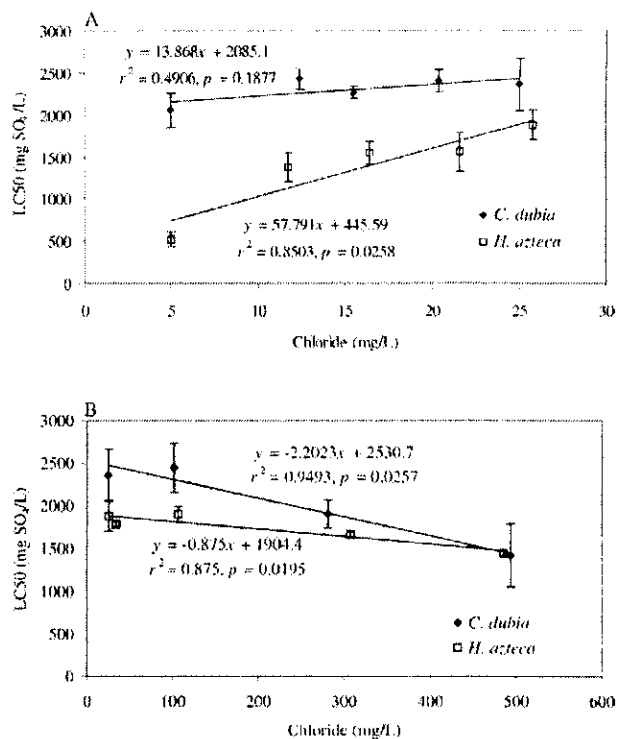 A
y = 13.868x + 2085.1
r² = 0.4906, p = 0.1877
3000
2500
2000
1500
1000
500
0
LC50 (mg SO₄/L)
y = 57.791x + 445.59
r² = 0.8503, p = 0.0258
C. dubia
H. azteca
0 5 10 15 20 25 30
Chloride (mg/L)
B
3000
2500
2000
1500
1000
500
0
LC50 (mg SO₄/L)
y = -2.2023x + 2530.7
r² = 0.9493, p = 0.0257
y = -0.875x + 1904.4
r² = 0.875, p = 0.0195
C. dubia
H. azteca
0 100 200 300 400 500 600
Chloride (mg/L)